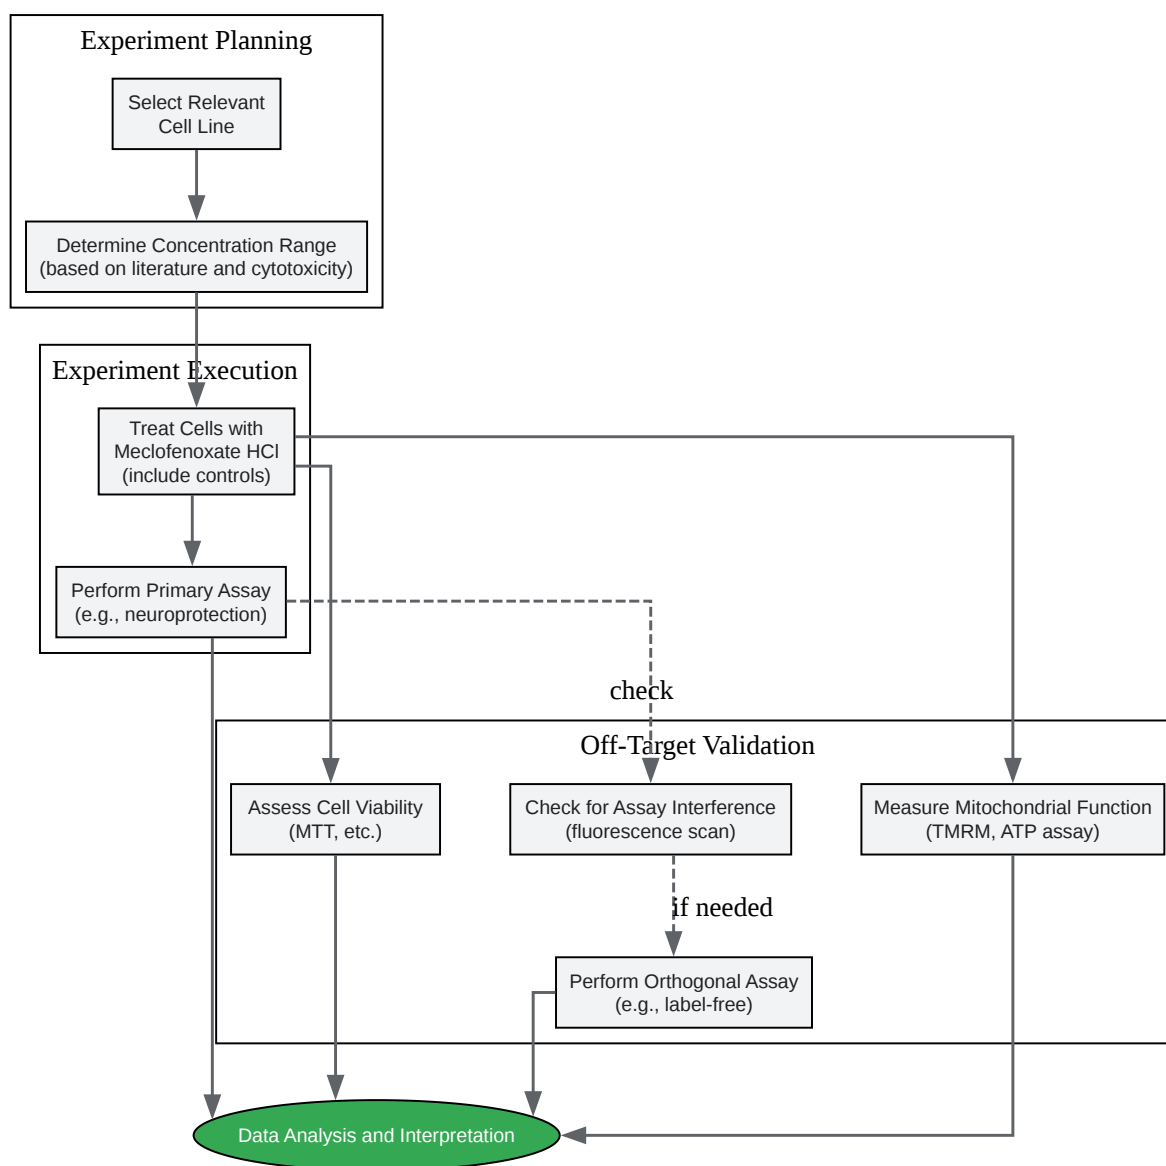 Experiment Planning
Select Relevant
Cell Line
Determine Concentration Range
(based on literature and cytotoxicity)
Experiment Execution
Treat Cells with
Meclofenoxate HCl
(include controls)
Perform Primary Assay
(e.g., neuroprotection)
check
Off-Target Validation
Assess Cell Viability
(MTT, etc.)
Check for Assay Interference
(fluorescence scan)
Measure Mitochondrial Function
(TMRM, ATP assay)
if needed
Perform Orthogonal Assay
(e.g., label-free)
Data Analysis and Interpretation